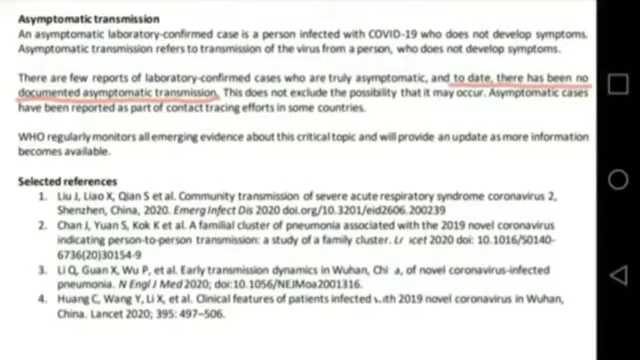 Asymptomatic transmission
An asymptomatic laboratory-confirmed case is a person infected with COVID-19 who does not develop symptoms.
Asymptomatic transmission refers to transmission of the virus from a person, who does not develop symptoms.
There are few reports of laboratory-confirmed cases who are truly asymptomatic, and to date, there has been no
documented asymptomatic transmission. This does not exclude the possibility that it may occur. Asymptomatic cases
have been reported as part of contact tracing efforts in some countries.
WHO regularly monitors all emerging evidence about this critical topic and will provide an update as more information
becomes available.
Selected references
1. Liu J, Liao X, Qian S et al. Community transmission of severe acute respiratory syndrome coronavirus 2,
Shenzhen, China, 2020. Emerg Infect Dis 2020 doi.org/10.3201/eid2606.200239
2. Chan J, Yuan S, Kok K et al. A familial cluster of pneumonia associated with the 2019 novel coronavirus
indicating person-to-person transmission: a study of a family cluster. 2020 doi: 10.1016/S0140-
6736(20)30154-9
3. Li Q, Guan X, Wu P, et al. Early transmission dynamics in Wuhan, of novel coronavirus-infected
pneumonia. N Engl J Med 2020; doi:10.1056/NEJMoa2001316.
4. Huang C, Wang Y, Li X, et al. Clinical features of patients infected with 2019 novel coronavirus in Wuhan,
China. Lancet 2020; 395: 497-506.